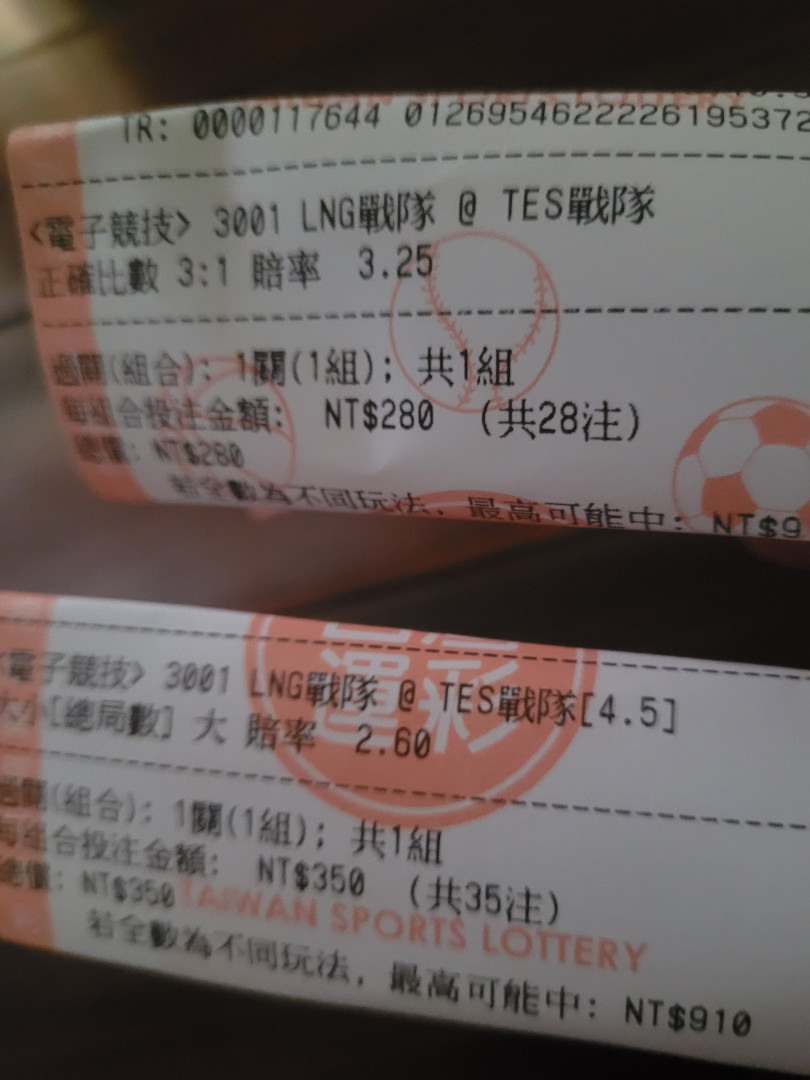 TR: 0000117644 0126954622226195372
<電子競技> 3001 LNG戰隊 @ TES戰隊
正確比數 3:1 賠率 3.25
過關(組合): 1關(1組); 共1組
每組合投注金額: NT$280 (共28注)
總價: NT$280
若全數為不同玩法, 最高可能中: NT$9
<電子競技> 3001 LNG戰隊 @ TES戰隊[4.5]
大小[總局數] 大 賠率 2.60
過關(組合): 1關(1組); 共1組
每組合投注金額: NT$350 (共35注)
總價: NT$350
TAIWAN SPORTS LOTTERY
若全數為不同玩法, 最高可能中: NT$910